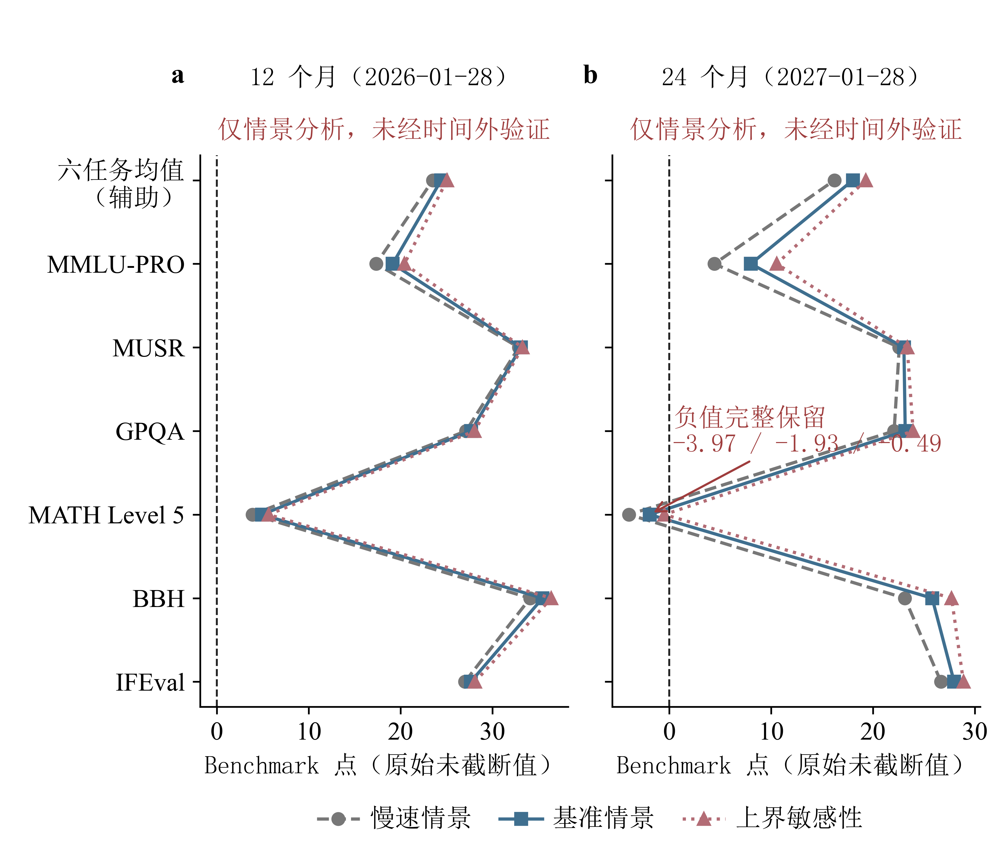 a
12 个月（2026-01-28）
b
24 个月（2027-01-28）
仅情景分析，未经时间外验证
仅情景分析，未经时间外验证
六任务均值
（辅助）
MMLU-PRO
MUSR
GPQA
MATH Level 5
BBH
IFEval
负值完整保留
-3.97 / -1.93 / -0.49
0 10 20 30
0 10 20 30
Benchmark 点（原始未截断值）
Benchmark 点（原始未截断值）
慢速情景
基准情景
上界敏感性